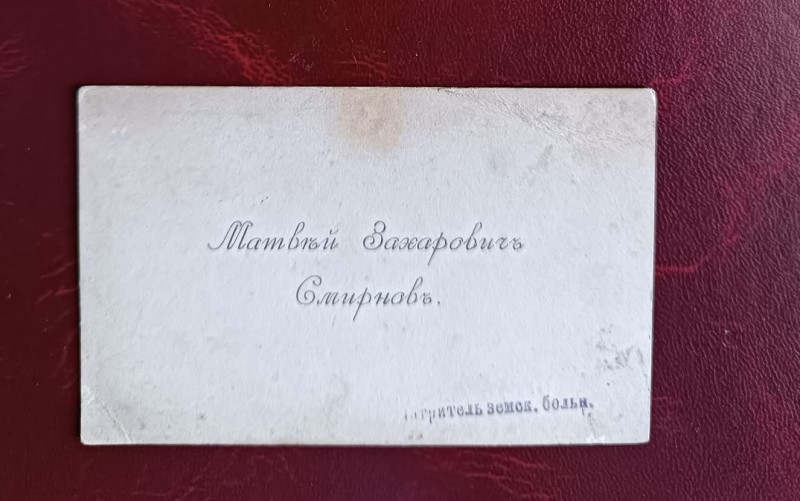 Матвѣй Захаровичъ
Смирновъ.
земск. больн.